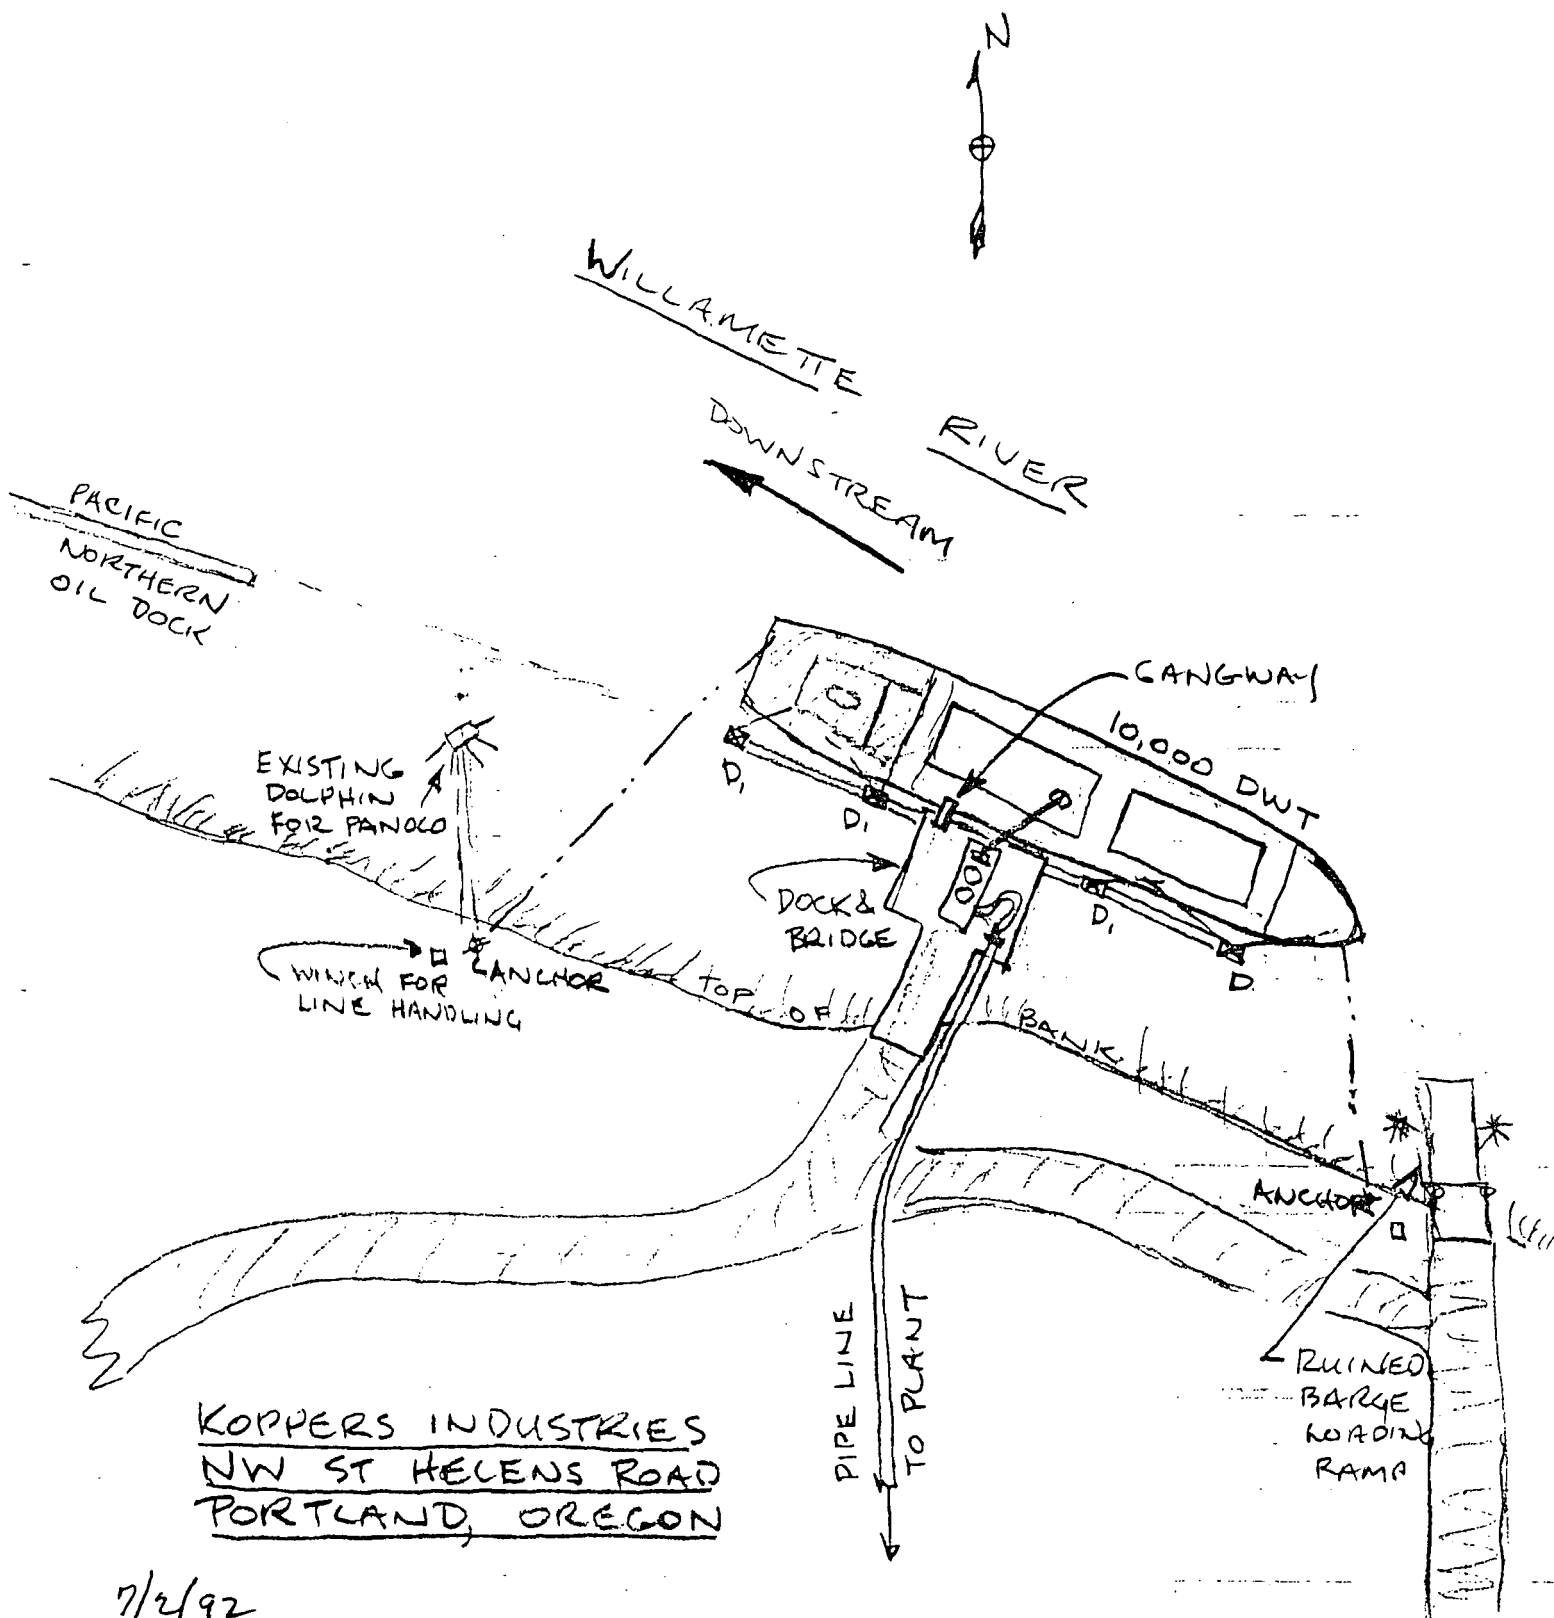 N
WILLAMETTE RIVER
DOWNSTREAM
PACIFIC
NORTHERN
OIL DOCK
GANGWAY
10,000 DWT
EXISTING
DOLPHIN
FOR PANOCO
D1
D1
D1
D
DOCK &
BRIDGE
WINCH FOR
LINE HANDLING
ANCHOR
TOP OF BANK
ANCHOR
RUINED
BARGE
LOADING
RAMP
PIPE LINE
TO PLANT
KOPPERS INDUSTRIES
NW ST HELENS ROAD
PORTLAND, OREGON
7/2/92